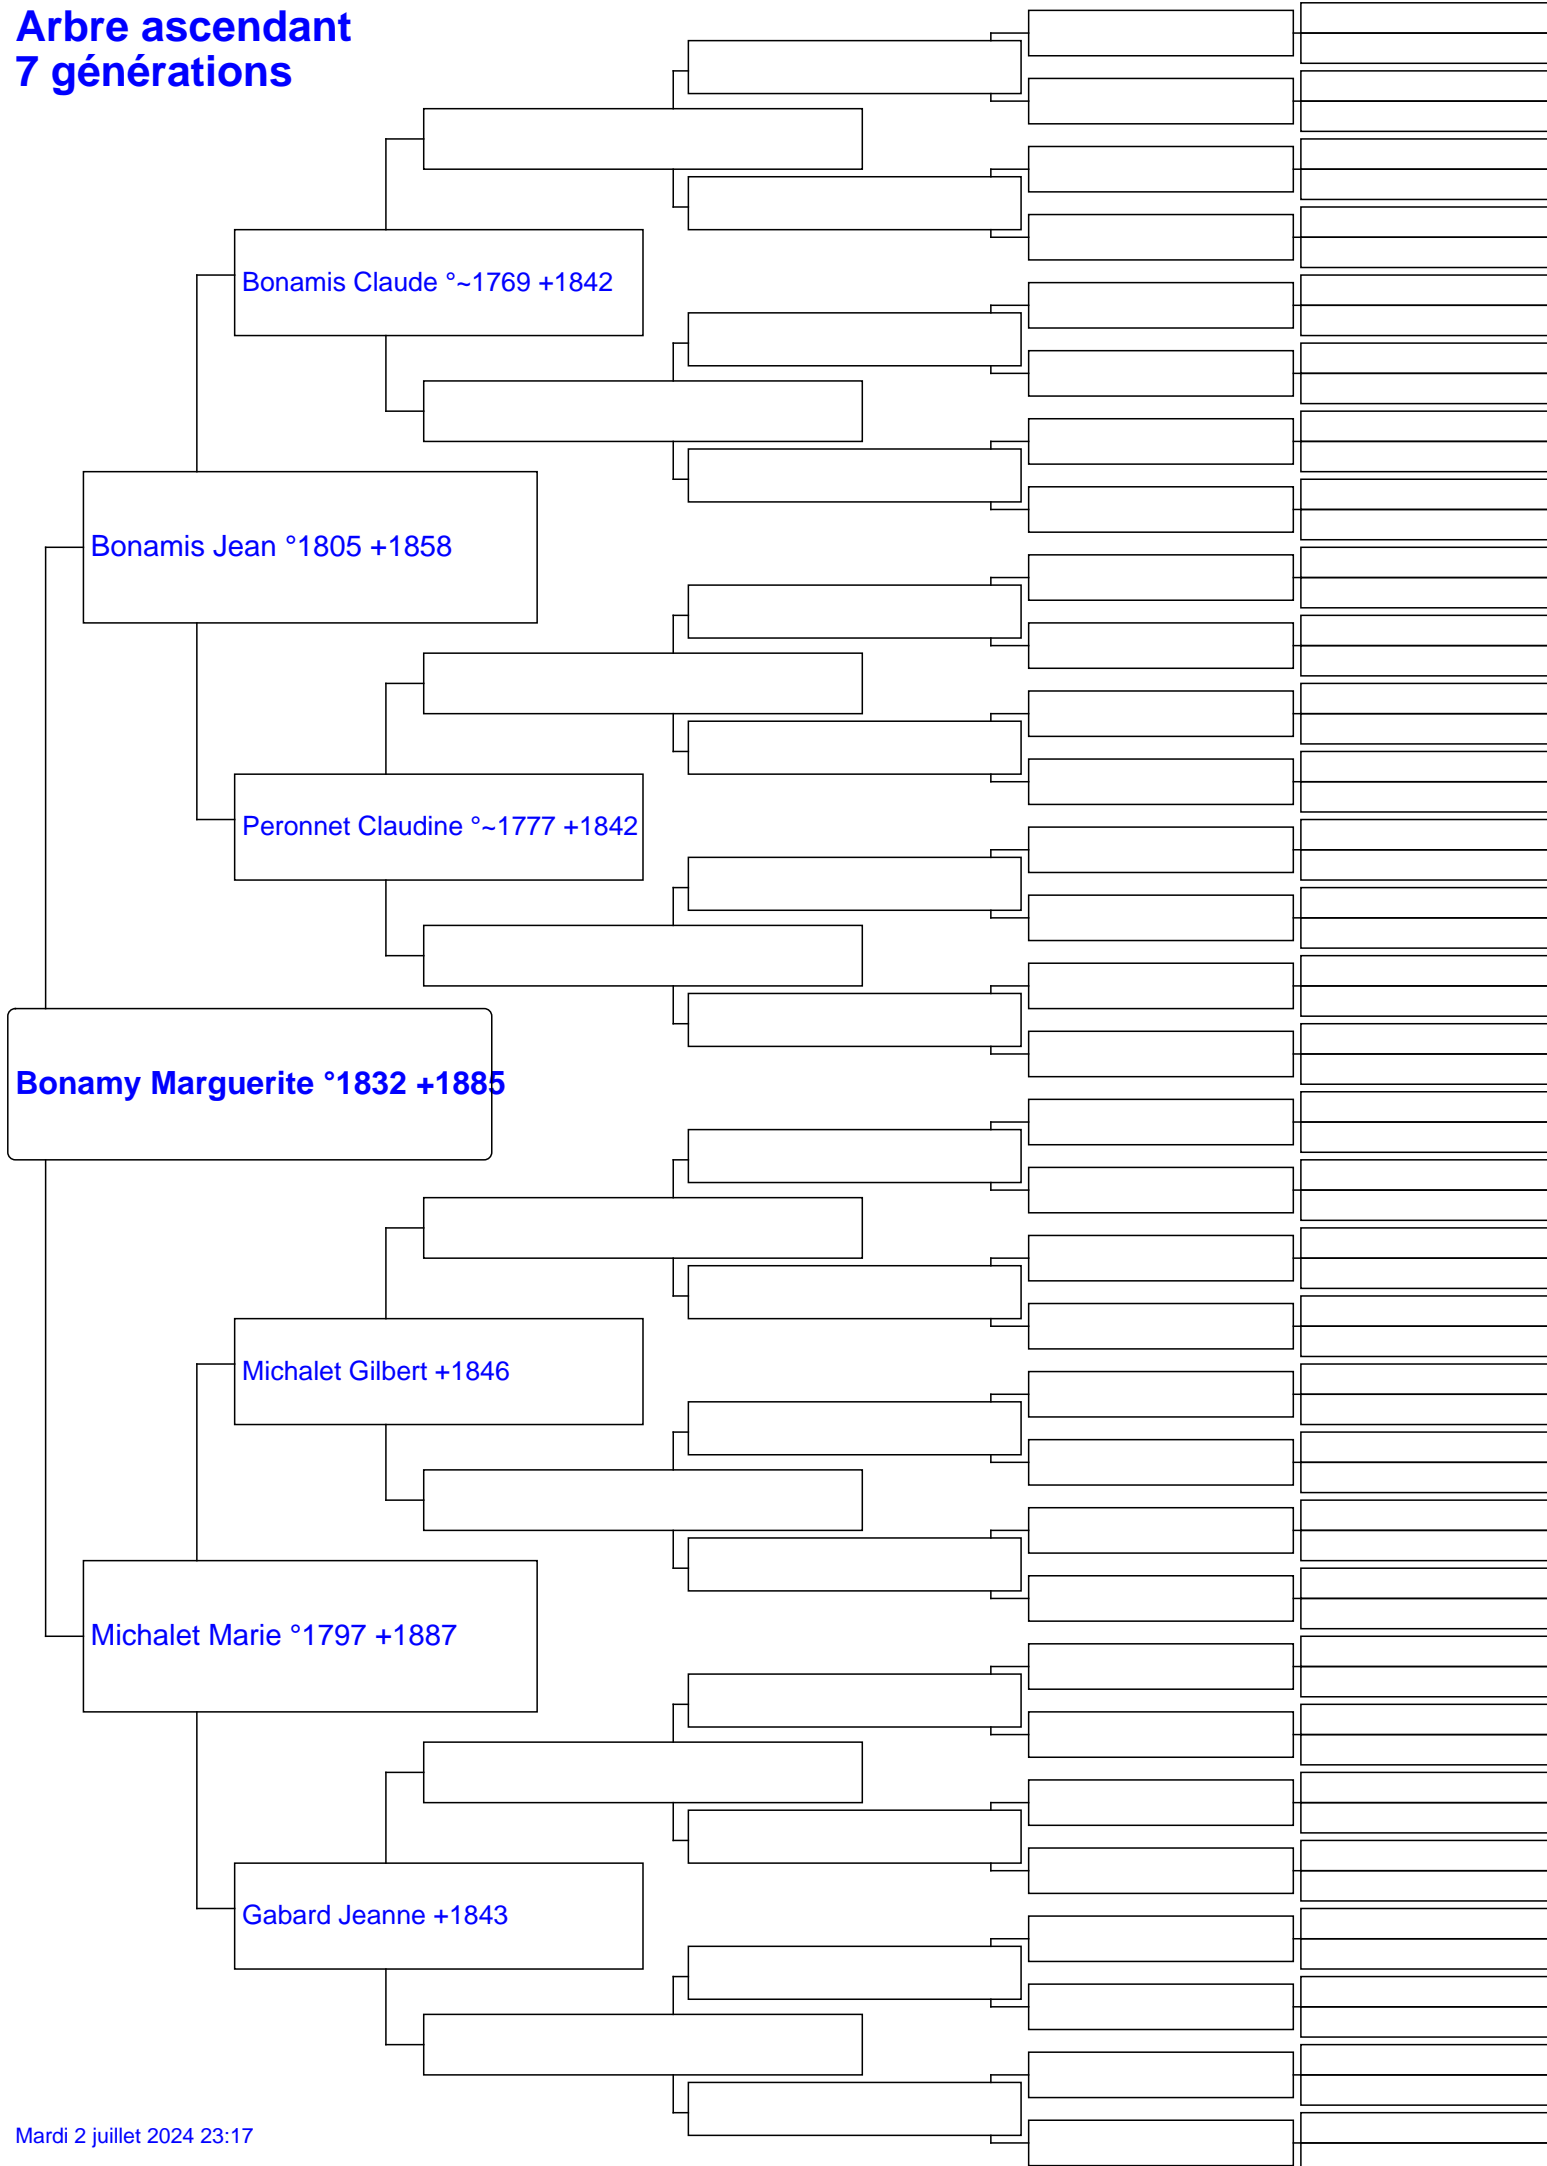 Arbre ascendant
7 générations
Bonamis Claude °~1769 +1842
Bonamis Jean °1805 +1858
Peronnet Claudine °~1777 +1842
Bonamy Marguerite °1832 +1885
Michalet Gilbert +1846
Michalet Marie °1797 +1887
Gabard Jeanne +1843
Mardi 2 juillet 2024 23:17